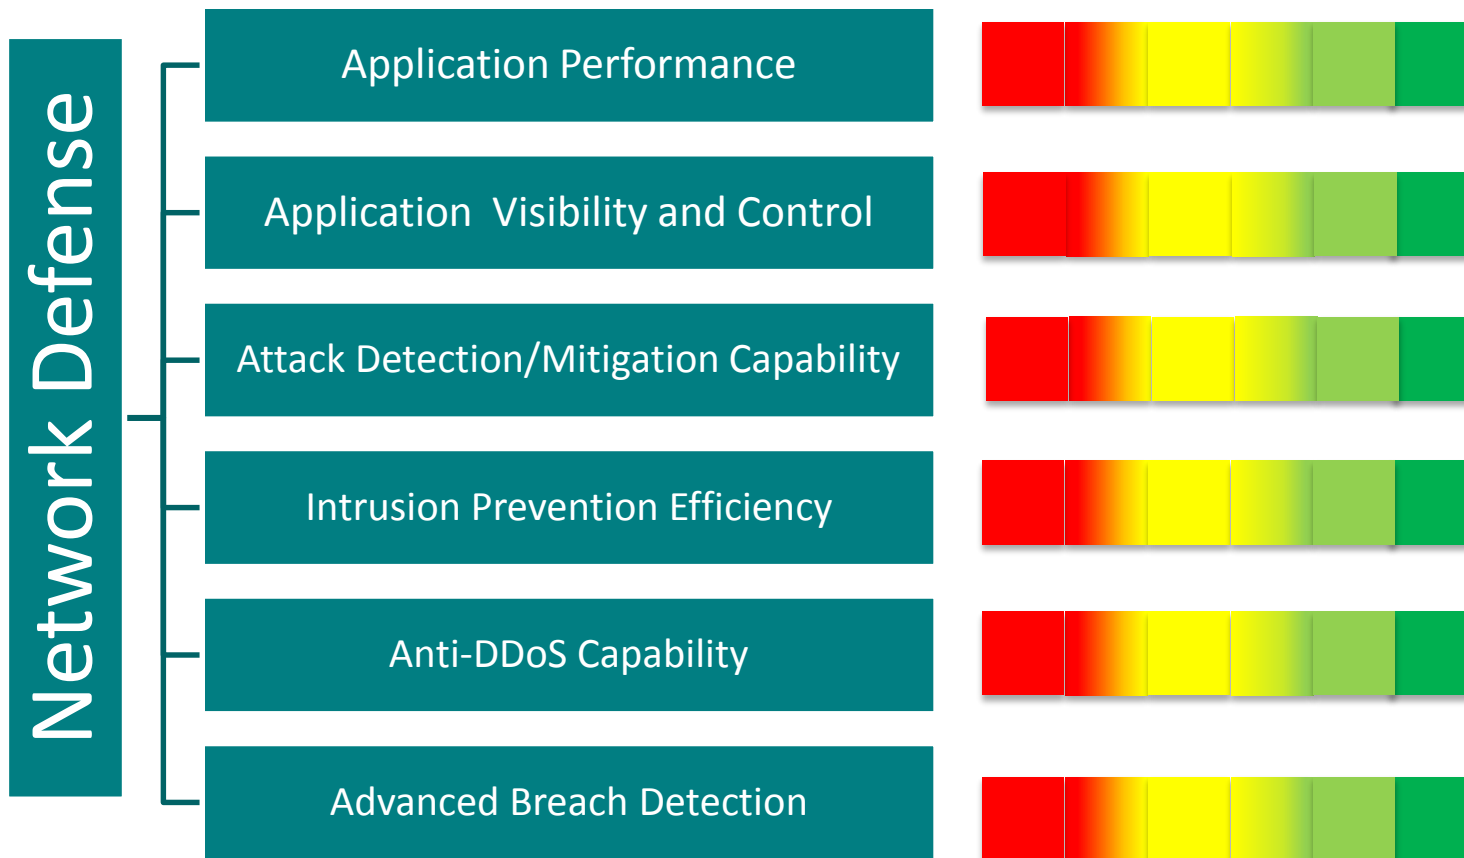 Network Defense
Application Performance
Application  Visibility and Control
Attack Detection/Mitigation Capability
Intrusion Prevention Efficiency
Anti-DDoS Capability
Advanced Breach Detection